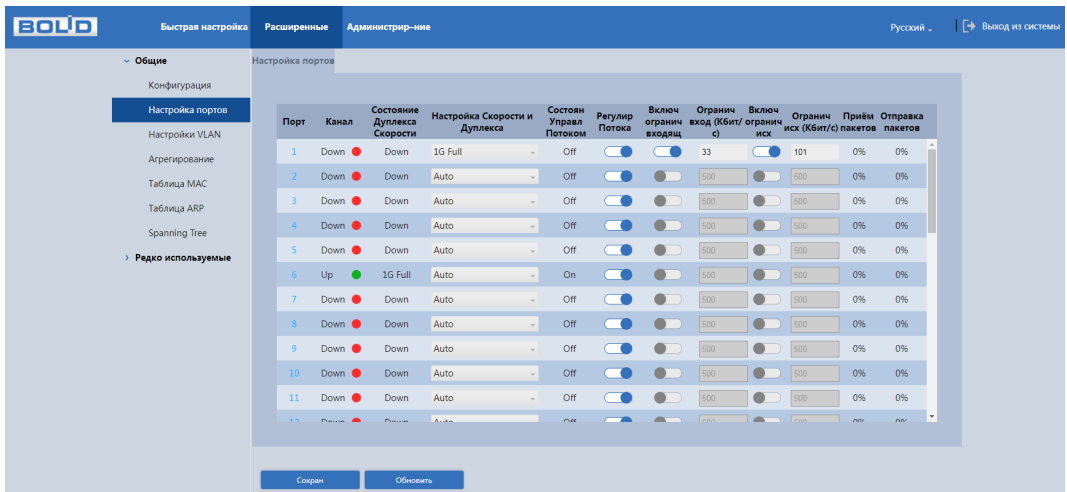 BOLID Быстрая настройка Расширенные Администрир-ние Русский Выход из системы
Общие
Конфигурация
Настройка портов
Настройки VLAN
Агрегирование
Таблица MAC
Таблица ARP
Spanning Tree
Редко используемые
Настройка портов
Порт Канал Состояние Дуплекса Скорости Настройка Скорости и Дуплекса Состоян Управл Потоком Регулир Потока Включ огранич входящ Огранич вход (Кбит/с) Включ огранич исх Огранич исх (Кбит/с) Приём пакетов Отправка пакетов
1 Down Down 1G Full Off 33 101 0% 0%
2 Down Down Auto Off 500 500 0% 0%
3 Down Down Auto Off 500 500 0% 0%
4 Down Down Auto Off 500 500 0% 0%
5 Down Down Auto Off 500 500 0% 0%
6 Up 1G Full Auto On 500 500 0% 0%
7 Down Down Auto Off 500 500 0% 0%
8 Down Down Auto Off 500 500 0% 0%
9 Down Down Auto Off 500 500 0% 0%
10 Down Down Auto Off 500 500 0% 0%
11 Down Down Auto Off 500 500 0% 0%
Сохран Обновить